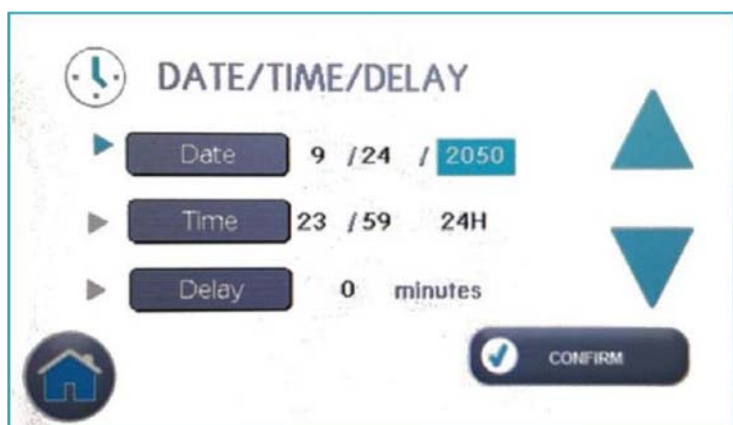 DATE/TIME/DELAY
Date 9 /24 / 2050
Time 23 /59 24H
Delay 0 minutes
CONFIRM